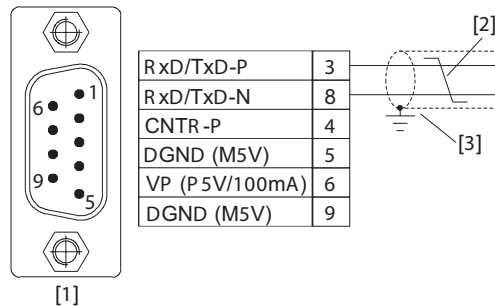 [2]
RxD/TxD-P 3
RxD/TxD-N 8
CNTR-P 4
DGND (M5V) 5
VP (P5V/100mA) 6
DGND (M5V) 9
[3]
1
6
9
5
[1]